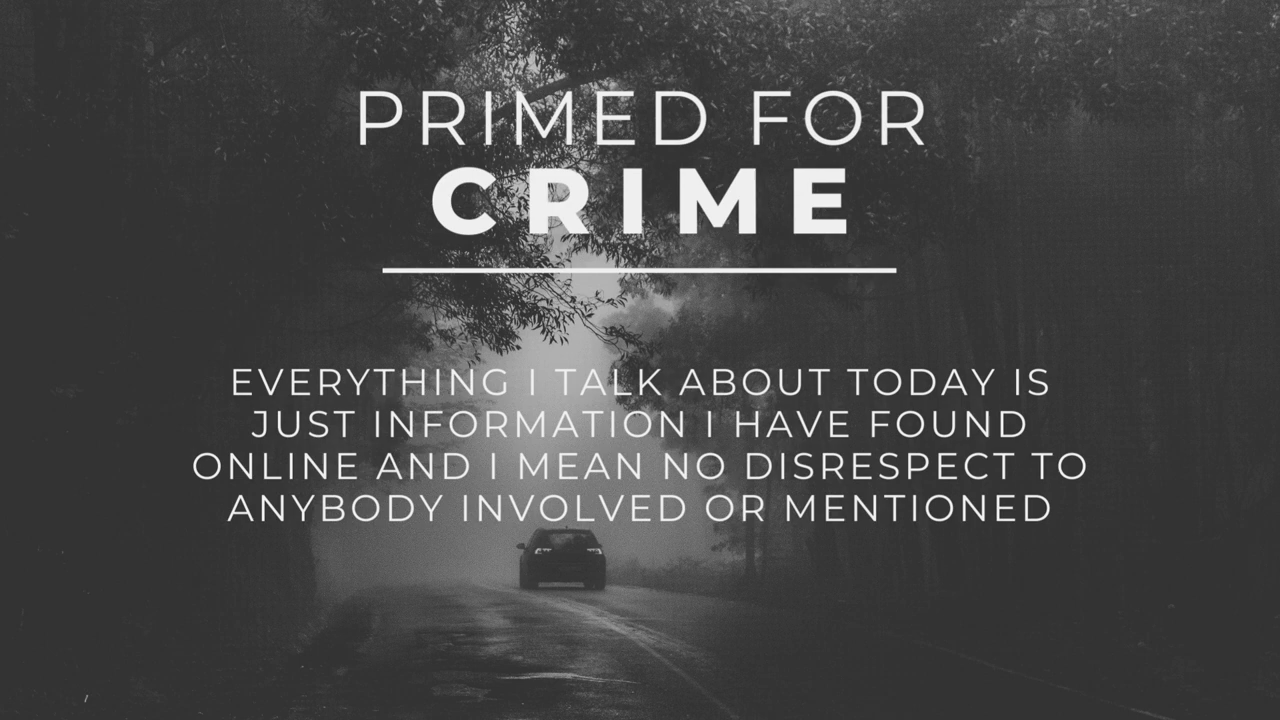 PRIMED FOR
CRIME
EVERYTHING I TALK ABOUT TODAY IS
JUST INFORMATION I HAVE FOUND
ONLINE AND I MEAN NO DISRESPECT TO
ANYBODY INVOLVED OR MENTIONED